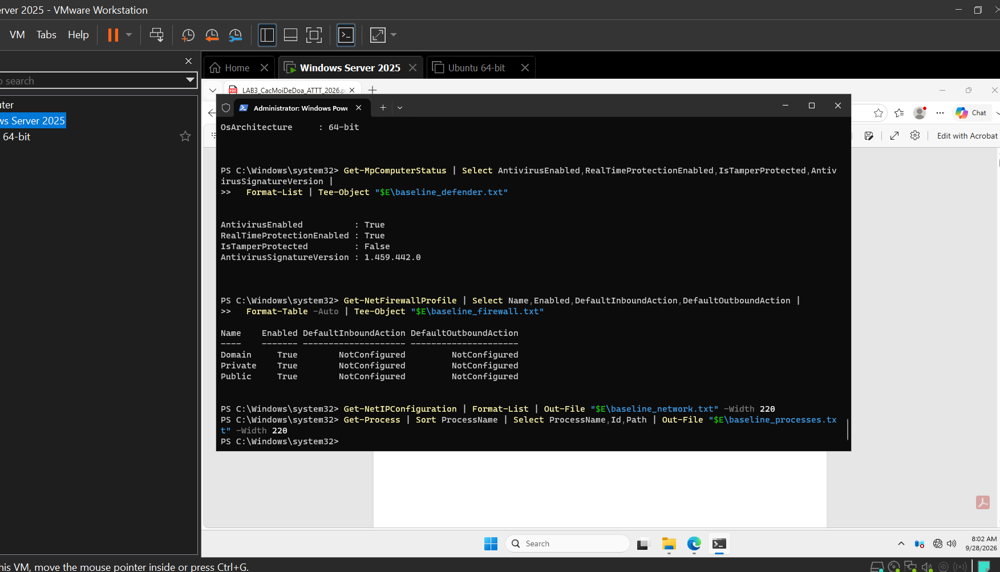 erver 2025 - VMware Workstation
VM Tabs Help
o search
uter
ws Server 2025
64-bit
Home
Windows Server 2025
Ubuntu 64-bit
LAB3_CacMoiDeDoa_ATTT_2026.p
Chat
Edit with Acrobat
Administrator: Windows Powe
OsArchitecture     : 64-bit
PS C:\Windows\system32> Get-MpComputerStatus | Select AntivirusEnabled,RealTimeProtectionEnabled,IsTamperProtected,Antiv
irusSignatureVersion |
>>   Format-List | Tee-Object "$E\baseline_defender.txt"
AntivirusEnabled          : True
RealTimeProtectionEnabled : True
IsTamperProtected         : False
AntivirusSignatureVersion : 1.459.442.0
PS C:\Windows\system32> Get-NetFirewallProfile | Select Name,Enabled,DefaultInboundAction,DefaultOutboundAction |
>>   Format-Table -Auto | Tee-Object "$E\baseline_firewall.txt"
Name    Enabled DefaultInboundAction DefaultOutboundAction
----    ------- -------------------- ---------------------
Domain     True        NotConfigured         NotConfigured
Private    True        NotConfigured         NotConfigured
Public     True        NotConfigured         NotConfigured
PS C:\Windows\system32> Get-NetIPConfiguration | Format-List | Out-File "$E\baseline_network.txt" -Width 220
PS C:\Windows\system32> Get-Process | Sort ProcessName | Select ProcessName,Id,Path | Out-File "$E\baseline_processes.tx
t" -Width 220
PS C:\Windows\system32>
Search
8:02 AM
9/28/2026
his VM, move the mouse pointer inside or press Ctrl+G.